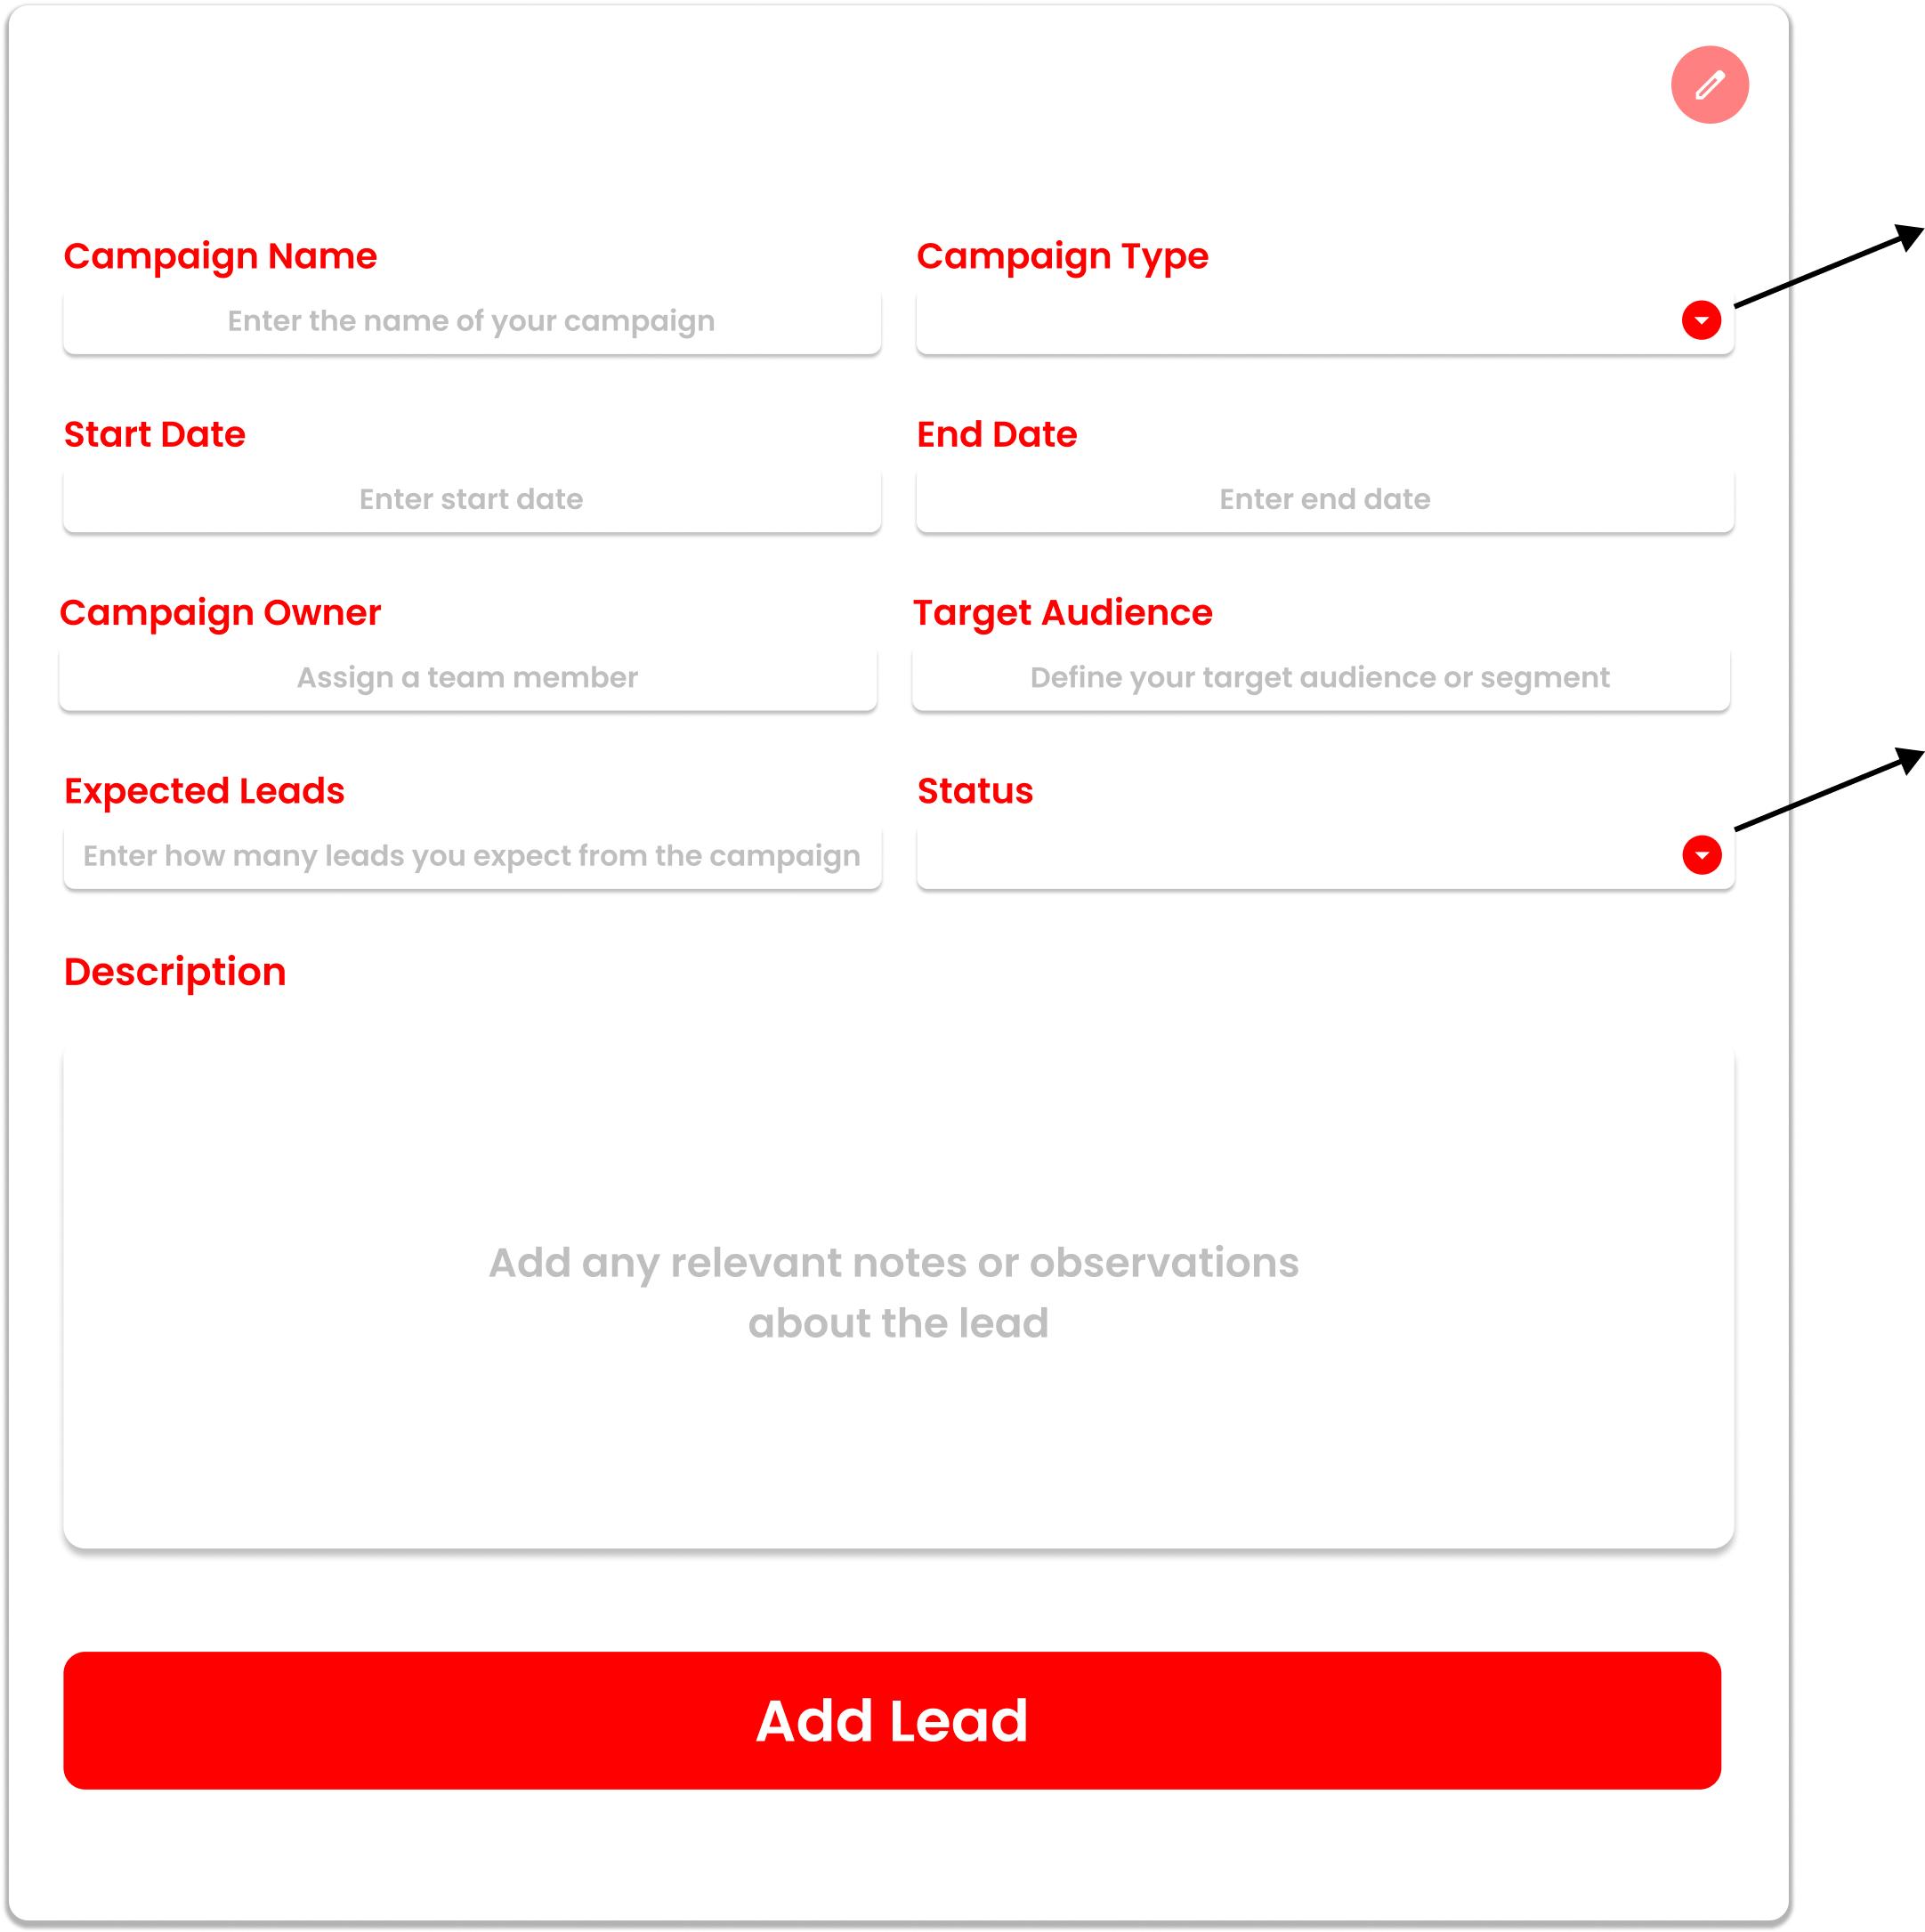 Campaign Name
Campaign Type
Enter the name of your campaign
Start Date
End Date
Enter start date
Enter end date
Campaign Owner
Target Audience
Assign a team member
Define your target audience or segment
Expected Leads
Status
Enter how many leads you expect from the campaign
Description
Add any relevant notes or observations
about the lead
Add Lead